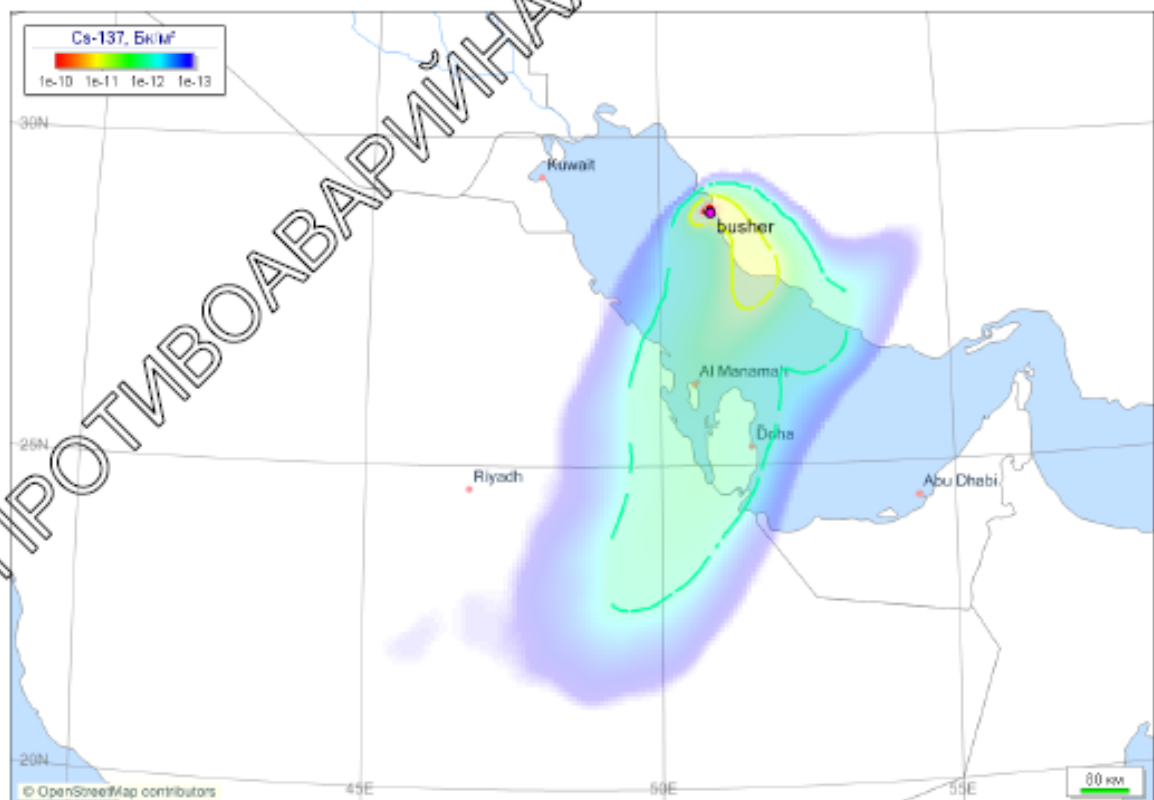 Cs-137, Бк/м²
1e-10 1e-11 1e-12 1e-13
ПРОТИВОАВАРИЙНАЯ
30N
Kuwait
busher
Al Manamah
25N
Doha
Riyadh
Abu Dhabi
20N
45E
50E
55E
80 км
© OpenStreetMap contributors